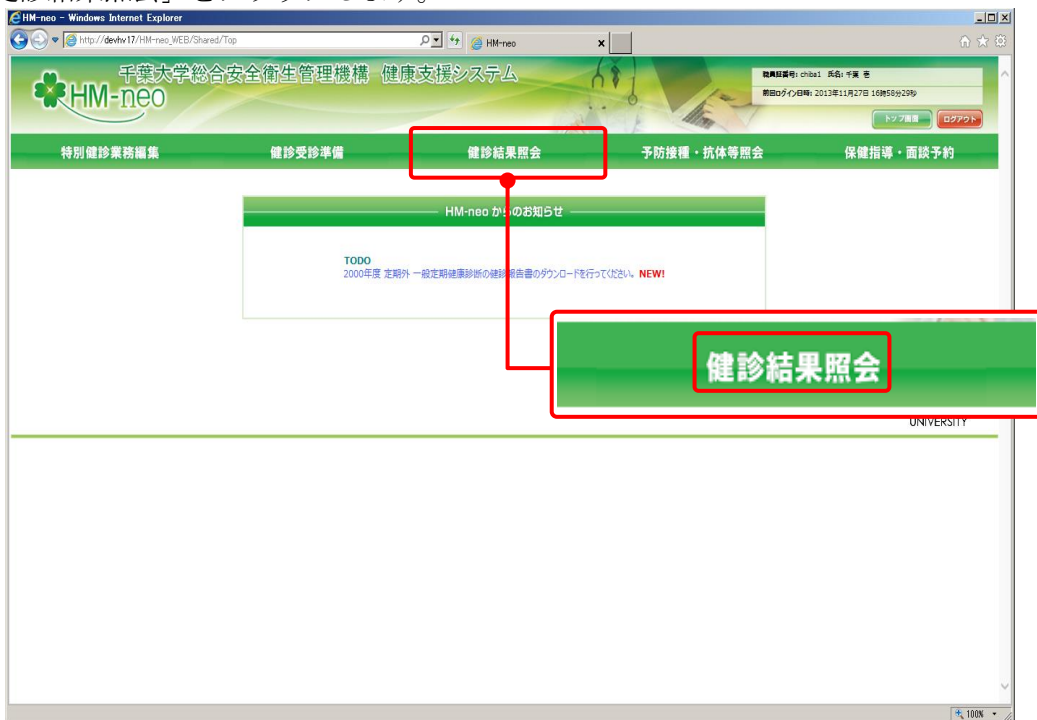 HM-neo - Windows Internet Explorer
http://devhv17/HM-neo_WEB/Shared/Top
HM-neo
千葉大学総合安全衛生管理機構 健康支援システム
HM-neo
職員証番号: chiba1 氏名: 千葉 壱
前回ログイン日時: 2013年11月27日 16時58分29秒
トップ画面 ログアウト
特別健診業務編集 健診受診準備 健診結果照会 予防接種・抗体等照会 保健指導・面談予約
HM-neo からのお知らせ
TODO
2000年度 定期外 一般定期健康診断の健診報告書のダウンロードを行ってください。 NEW!
健診結果照会
UNIVERSITY
100%